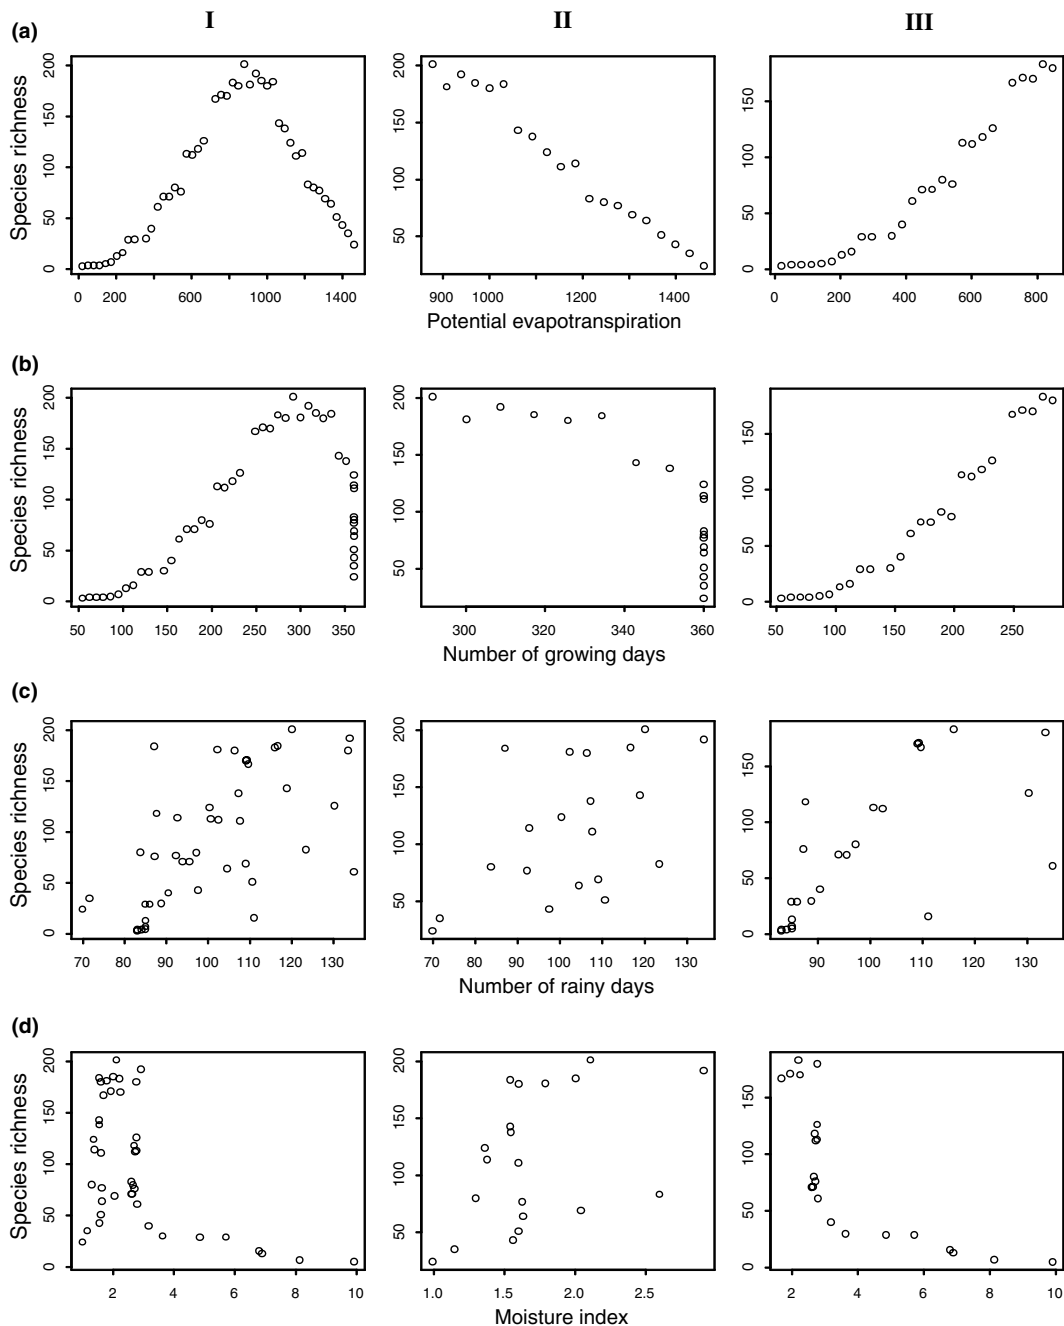 I II III
(a)
Species richness
0 50 100 150 200
50 100 150 200
0 50 100 150
0 200 600 1000 1400
900 1000 1200 1400
0 200 400 600 800
Potential evapotranspiration
(b)
Species richness
0 50 100 150 200
50 100 150 200
0 50 100 150
50 100 150 200 250 300 350
300 320 340 360
50 100 150 200 250
Number of growing days
(c)
Species richness
0 50 100 150 200
50 100 150 200
0 50 100 150
70 80 90 100 110 120 130
70 80 90 100 110 120 130
90 100 110 120 130
Number of rainy days
(d)
Species richness
0 50 100 150 200
50 100 150 200
0 50 100 150
2 4 6 8 10
1.0 1.5 2.0 2.5
2 4 6 8 10
Moisture index